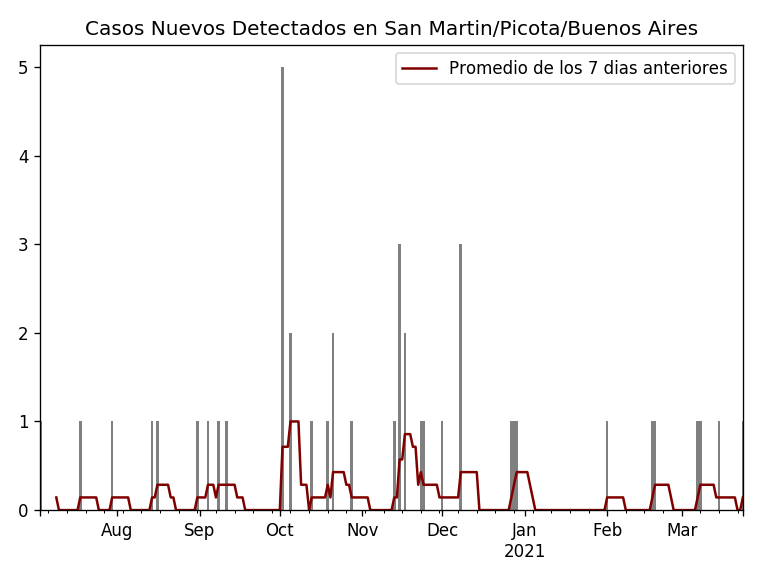 Casos Nuevos Detectados en San Martin/Picota/Buenos Aires
Promedio de los 7 dias anteriores
5
4
3
2
1
0
Aug Sep Oct Nov Dec Jan Feb Mar
2021